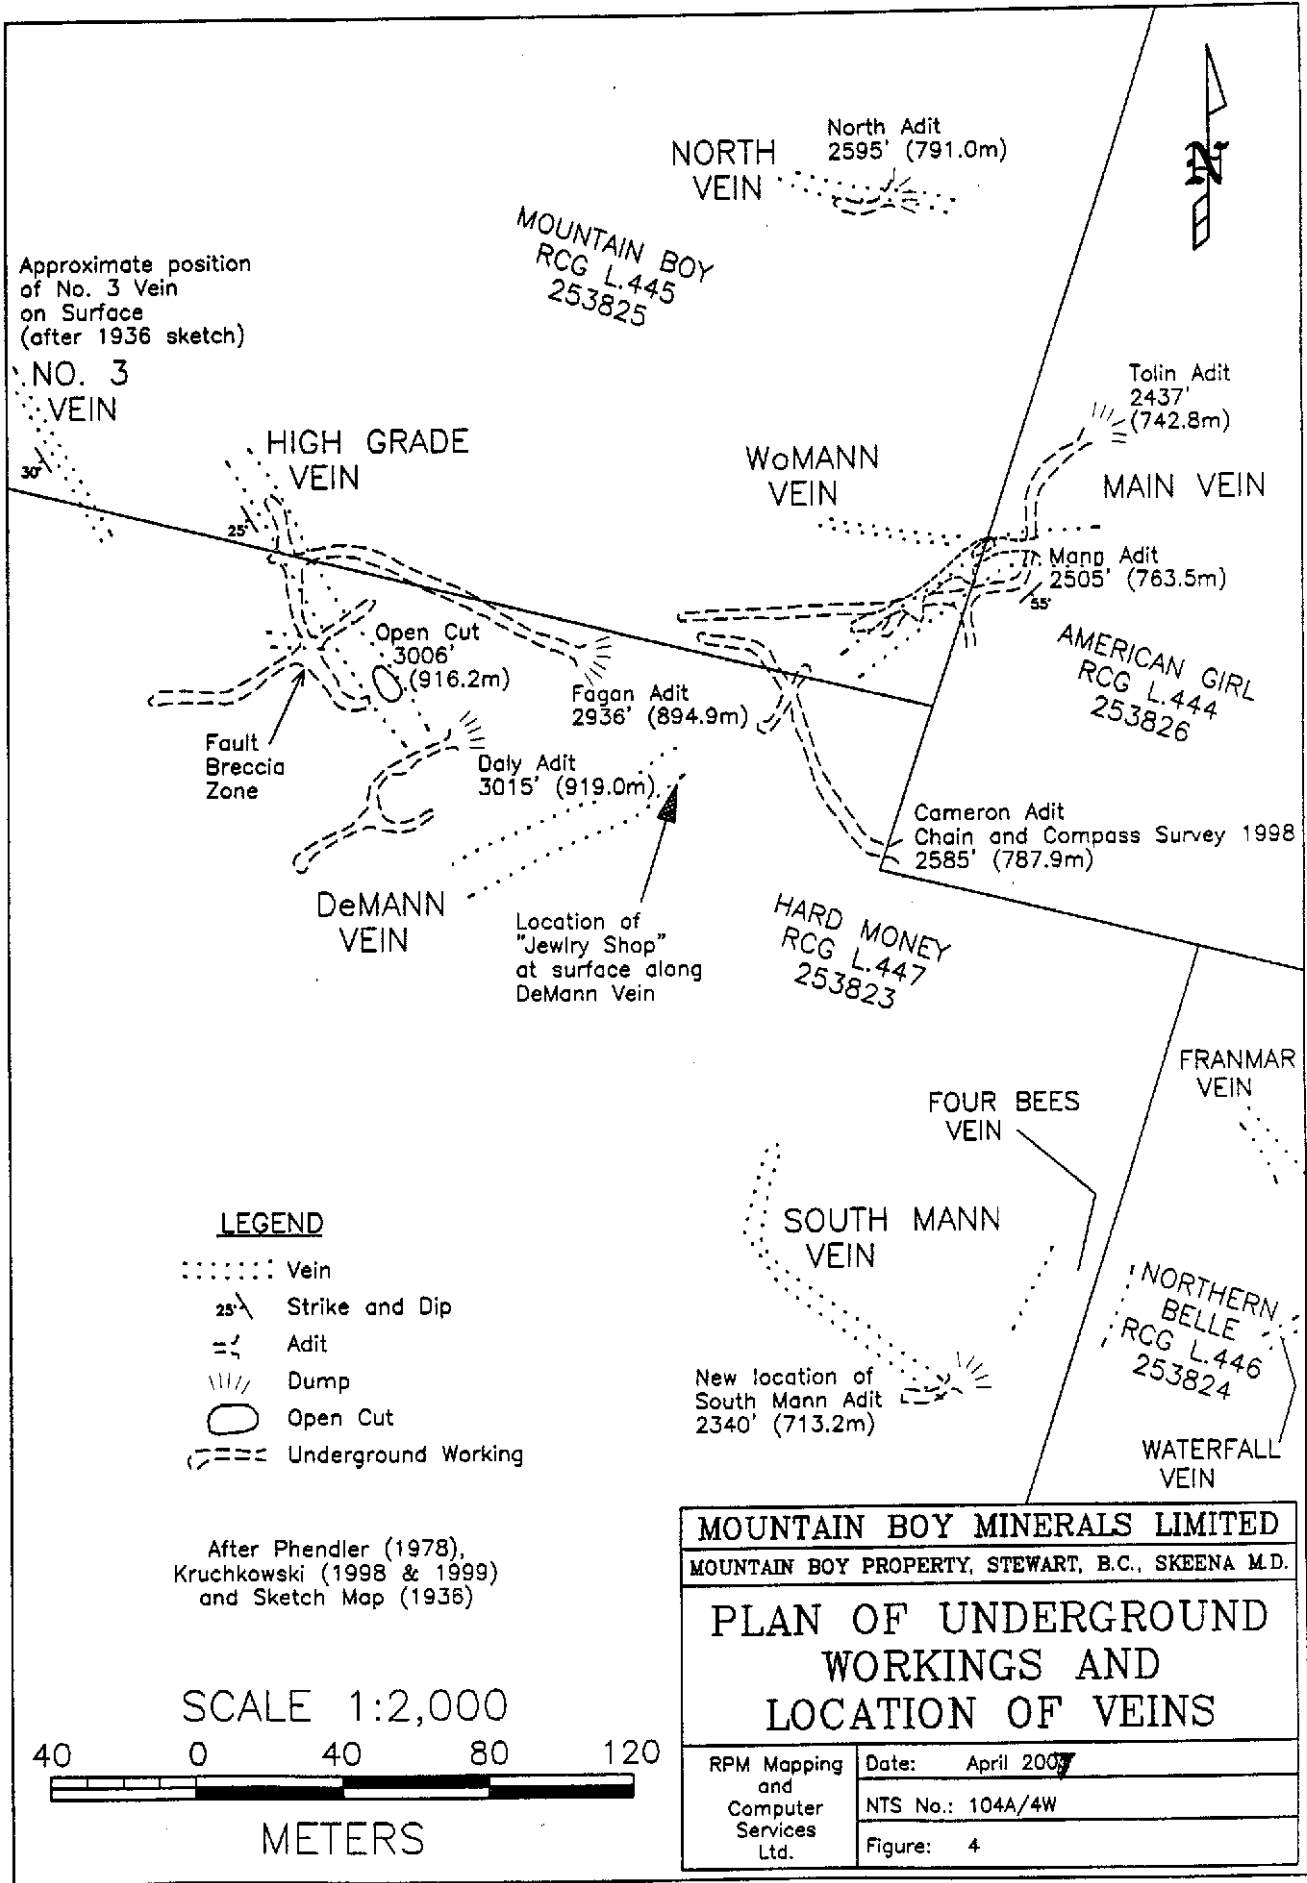 North Adit
2595' (791.0m)
NORTH
VEIN
N
MOUNTAIN BOY
RCG L.445
253825
Approximate position
of No. 3 Vein
on Surface
(after 1936 sketch)
NO. 3
VEIN
30°
HIGH GRADE
VEIN
25°
Tolin Adit
2437'
(742.8m)
WoMANN
VEIN
MAIN VEIN
Mann Adit
2505' (763.5m)
55°
AMERICAN GIRL
RCG L.444
253826
Open Cut
3006'
(916.2m)
Fagan Adit
2936' (894.9m)
Fault
Breccia
Zone
Daly Adit
3015' (919.0m)
Cameron Adit
Chain and Compass Survey 1998
2585' (787.9m)
DeMANN
VEIN
Location of
"Jewlry Shop"
at surface along
DeMann Vein
HARD MONEY
RCG L.447
253823
FRANMAR
VEIN
FOUR BEES
VEIN
SOUTH MANN
VEIN
NORTHERN
BELLE
RCG L.446
253824
New location of
South Mann Adit
2340' (713.2m)
WATERFALL
VEIN
LEGEND
Vein
25° Strike and Dip
Adit
Dump
Open Cut
Underground Working
After Phendler (1978),
Kruchkowski (1998 & 1999)
and Sketch Map (1936)
SCALE 1:2,000
40 0 40 80 120
METERS
MOUNTAIN BOY MINERALS LIMITED
MOUNTAIN BOY PROPERTY, STEWART, B.C., SKEENA M.D.
PLAN OF UNDERGROUND
WORKINGS AND
LOCATION OF VEINS
RPM Mapping
and
Computer
Services
Ltd.
Date: April
NTS No.: 104A/4W
Figure: 4